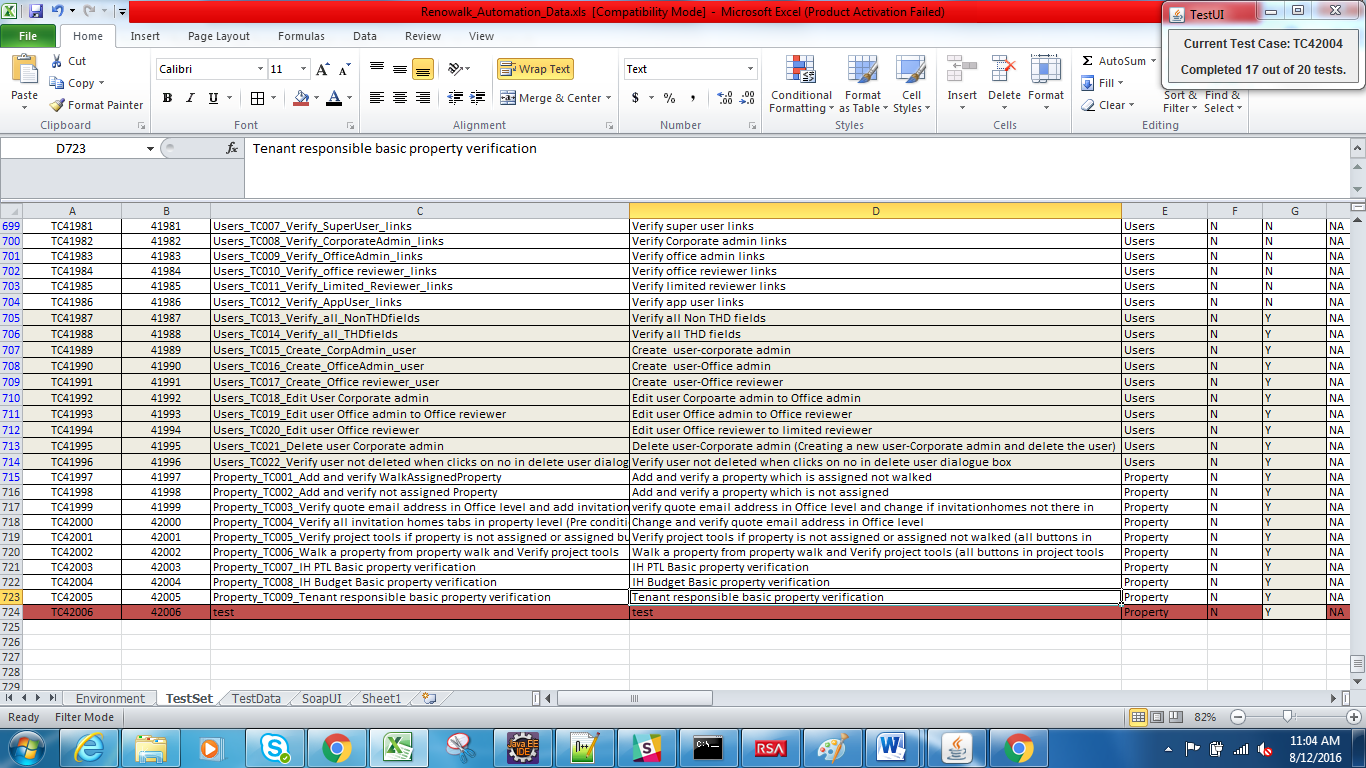 Renowalk_Automation_Data.xls [Compatibility Mode] - Microsoft Excel (Product Activation Failed)
TestUI
Current Test Case: TC42004
Completed 17 out of 20 tests.
File Home Insert Page Layout Formulas Data Review View
Paste Cut Copy Format Painter Clipboard
Calibri 11 B I U A A A Font
Wrap Text Merge & Center Alignment
Text $ % , .0 .00 .00 .0 Number
Conditional Formatting Format as Table Cell Styles Styles
Insert Delete Format Cells
Σ AutoSum Fill Clear Sort & Filter Find & Select Editing
D723 fx Tenant responsible basic property verification
A B C D E F G
699 TC41981 41981 Users_TC007_Verify_SuperUser_links Verify super user links Users N N NA
700 TC41982 41982 Users_TC008_Verify_CorporateAdmin_links Verify Corporate admin links Users N N NA
701 TC41983 41983 Users_TC009_Verify_OfficeAdmin_links Verify office admin links Users N N NA
702 TC41984 41984 Users_TC010_Verify_office reviewer_links Verify office reviewer links Users N N NA
703 TC41985 41985 Users_TC011_Verify_Limited_Reviewer_links Verify limited reviewer links Users N N NA
704 TC41986 41986 Users_TC012_Verify_AppUser_links Verify app user links Users N N NA
705 TC41987 41987 Users_TC013_Verify_all_NonTHDfields Verify all Non THD fields Users N Y NA
706 TC41988 41988 Users_TC014_Verify_all_THDfields Verify all THD fields Users N Y NA
707 TC41989 41989 Users_TC015_Create_CorpAdmin_user Create user-corporate admin Users N Y NA
708 TC41990 41990 Users_TC016_Create_OfficeAdmin_user Create user-Office admin Users N Y NA
709 TC41991 41991 Users_TC017_Create_Office reviewer_user Create user-Office reviewer Users N Y NA
710 TC41992 41992 Users_TC018_Edit User Corporate admin Edit user Corpoarte admin to Office admin Users N Y NA
711 TC41993 41993 Users_TC019_Edit user Office admin to Office reviewer Edit user Office admin to Office reviewer Users N Y NA
712 TC41994 41994 Users_TC020_Edit user Office reviewer Edit user Office reviewer to limited reviewer Users N Y NA
713 TC41995 41995 Users_TC021_Delete user Corporate admin Delete user-Corporate admin (Creating a new user-Corporate admin and delete the user) Users N Y NA
714 TC41996 41996 Users_TC022_Verify user not deleted when clicks on no in delete user dialog Verify user not deleted when clicks on no in delete user dialogue box Users N Y NA
715 TC41997 41997 Property_TC001_Add and verify WalkAssignedProperty Add and verify a property which is assigned not walked Property N Y NA
716 TC41998 41998 Property_TC002_Add and verify not assigned Property Add and verify a property which is not assigned Property N Y NA
717 TC41999 41999 Property_TC003_Verify quote email address in Office level and add invitation verify quote email address in Office level and change if invitationhomes not there in Property N Y NA
718 TC42000 42000 Property_TC004_Verify all invitation homes tabs in property level (Pre conditi Change and verify quote email address in Office level Property N Y NA
719 TC42001 42001 Property_TC005_Verify project tools if property is not assigned or assigned bu Verify project tools if property is not assigned or assigned not walked (all buttons in Property N Y NA
720 TC42002 42002 Property_TC006_Walk a property from property walk and Verify project tools Walk a property from property walk and Verify project tools (all buttons in project tools Property N Y NA
721 TC42003 42003 Property_TC007_IH PTL Basic property verification IH PTL Basic property verification Property N Y NA
722 TC42004 42004 Property_TC008_IH Budget Basic property verification IH Budget Basic property verification Property N Y NA
723 TC42005 42005 Property_TC009_Tenant responsible basic property verification Tenant responsible basic property verification Property N Y NA
724 TC42006 42006 test test Property N Y NA
725
726
727
728
729
Environment TestSet TestData SoapUI Sheet1
Ready Filter Mode 82%
Java EE IDE C:\_ RSA 11:04 AM
8/12/2016